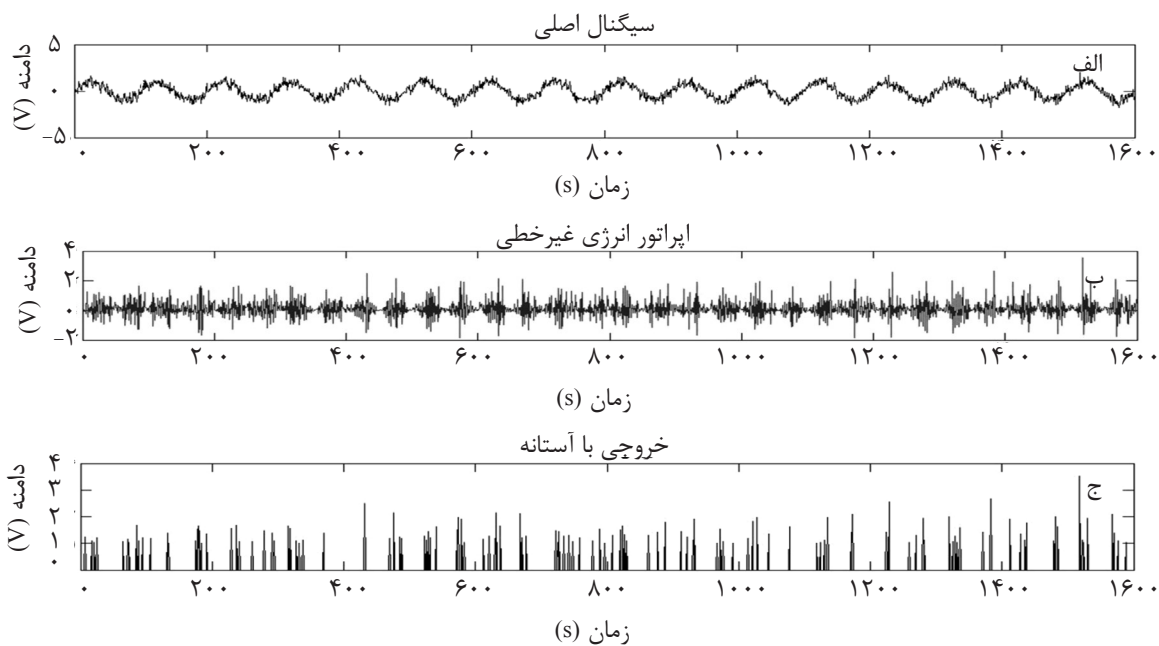 سیگنال اصلی
دامنه (V)
۵
۰
−۵
الف
۰ ۲۰۰ ۴۰۰ ۶۰۰ ۸۰۰ ۱۰۰۰ ۱۲۰۰ ۱۴۰۰ ۱۶۰۰
زمان (s)
اپراتور انرژی غیرخطی
دامنه (V)
۴
۲
۰
−۲
ب
۰ ۲۰۰ ۴۰۰ ۶۰۰ ۸۰۰ ۱۰۰۰ ۱۲۰۰ ۱۴۰۰ ۱۶۰۰
زمان (s)
خروجی با آستانه
دامنه (V)
۴
۳
۲
۱
۰
ج
۰ ۲۰۰ ۴۰۰ ۶۰۰ ۸۰۰ ۱۰۰۰ ۱۲۰۰ ۱۴۰۰ ۱۶۰۰
زمان (s)